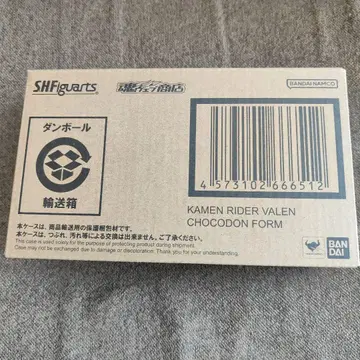 S.H.Figuarts
魂ウェブ商店
BANDAI NAMCO
ダンボール
輸送箱
4 573102 666512
KAMEN RIDER VALEN
CHOCODON FORM
本ケースは、商品輸送用の保護梱包材です。
本ケースは、つぶれ、汚れ等による交換は出来ません。ご了承ください。
This case is used solely for the purpose of protecting product during shipment.
Case may not be exchanged due to damage or discoloration. Thank you for your understanding.
BAN
DAI